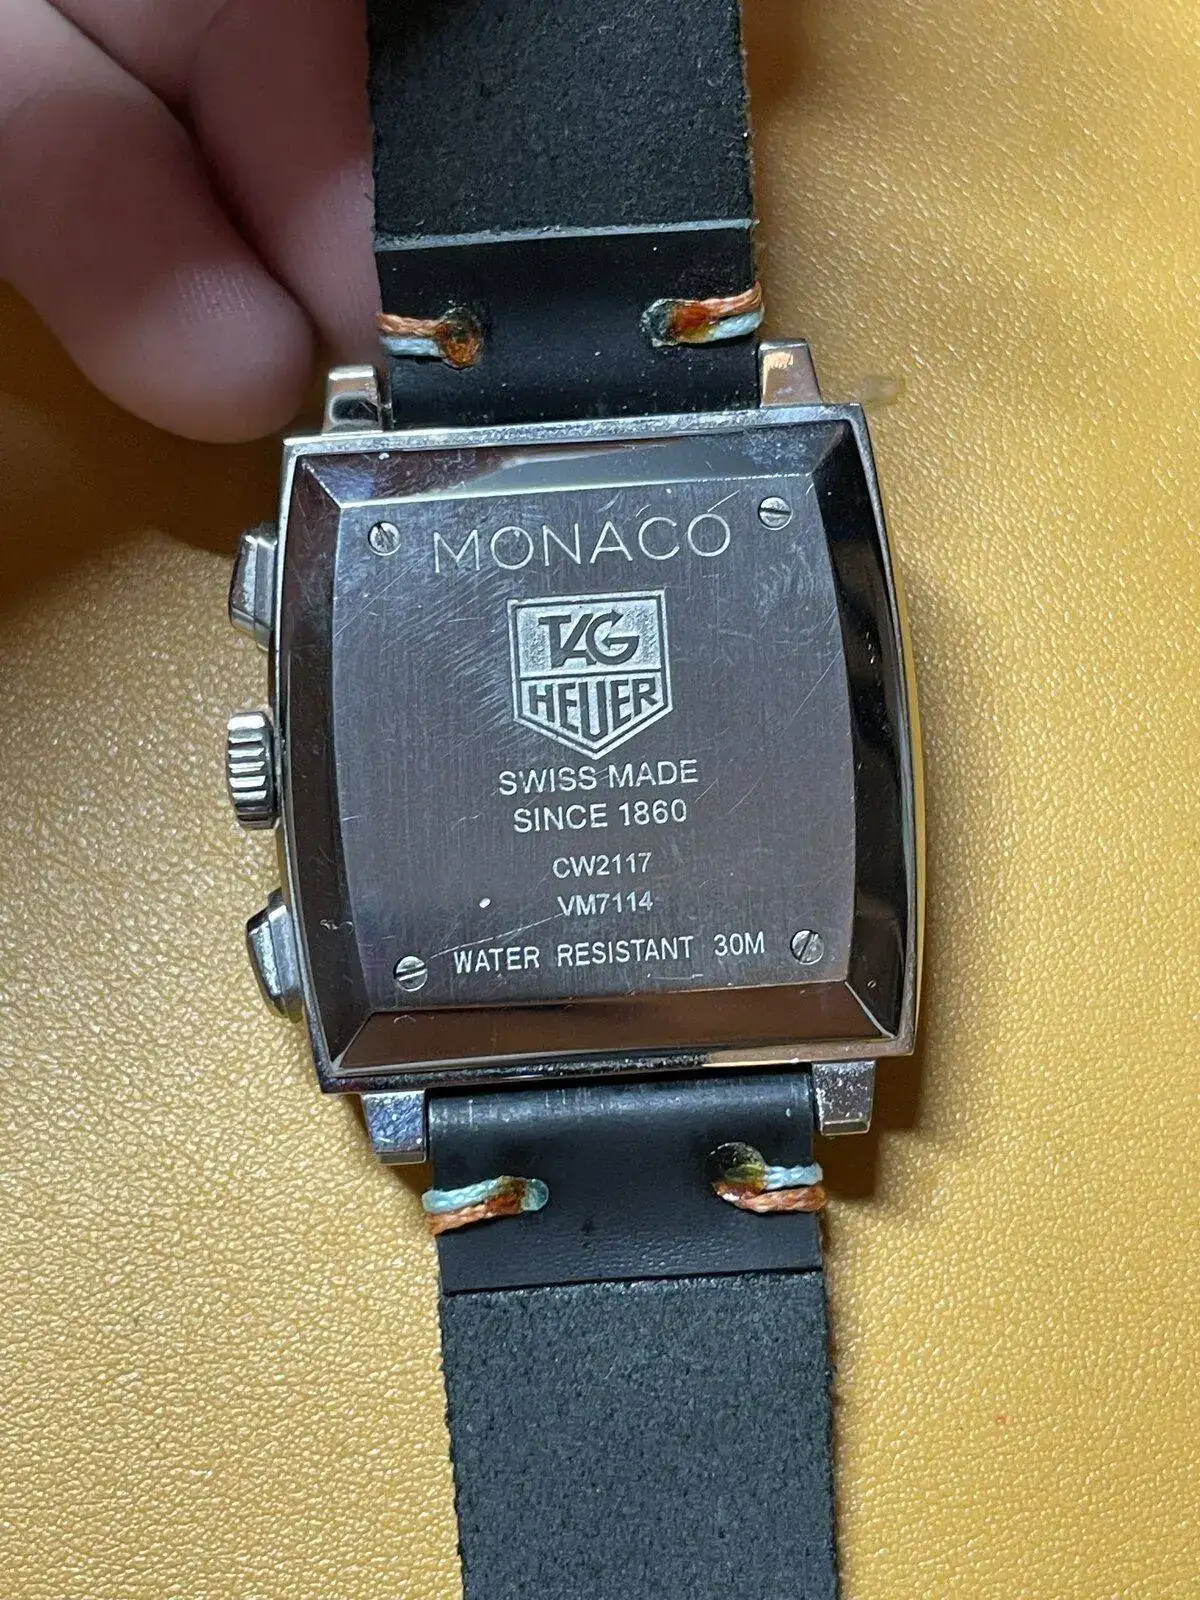 MONACO
TAG
HEUER
SWISS MADE
SINCE 1860
CW2117
VM7114
WATER RESISTANT 30M